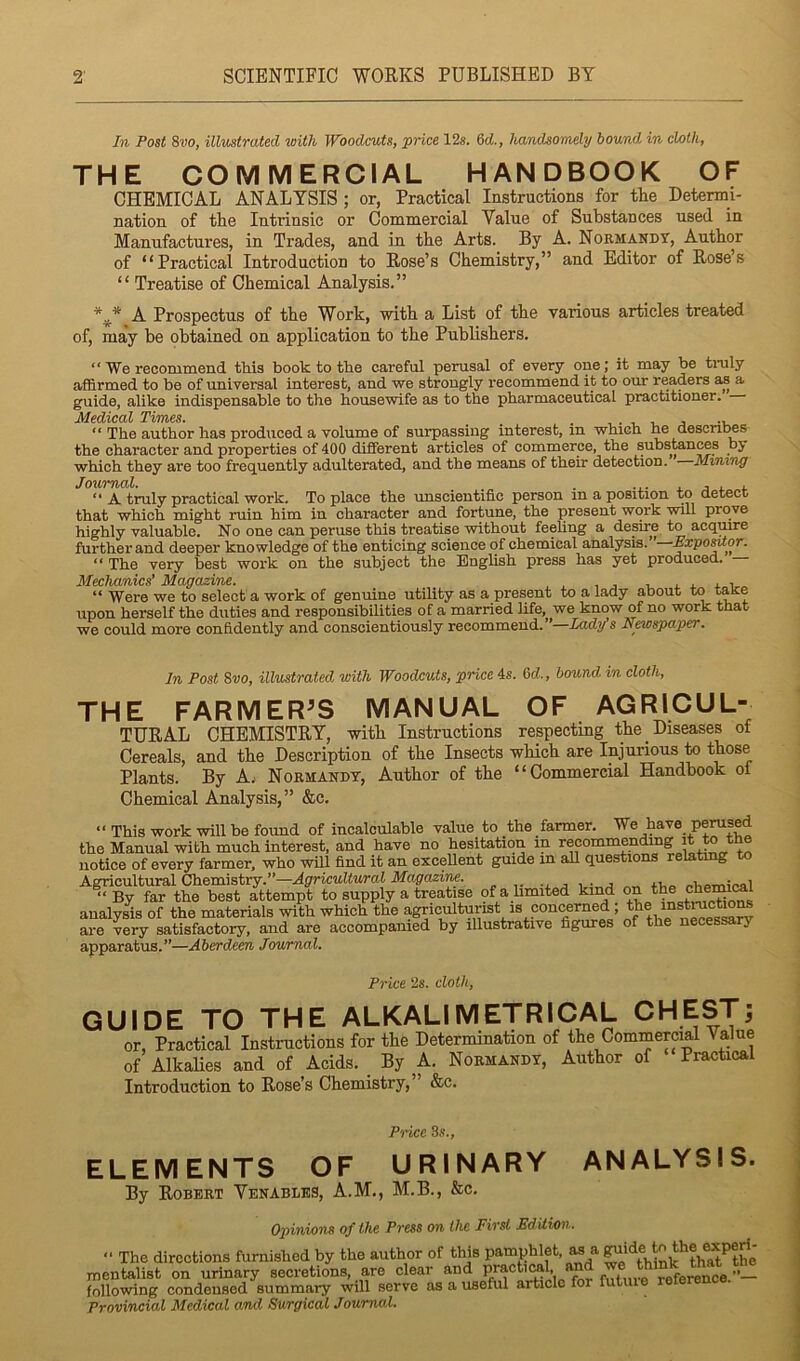 2 SCIENTIFIC WORKS PUBLISHED BY
In Post 8vo, illustrated with Woodcuts, price 12s. 6d., handsomely bound in cloth,
THE COMMERCIAL HANDBOOK OF
CHEMICAL ANALYSIS; or, Practical Instructions for the Determi-
nation of the Intrinsic or Commercial Value of Substances used in
Manufactures, in Trades, and in the Arts. By A. NORMANDY, Author
of “Practical Introduction to Rose’s Chemistry,” and Editor of Rose’s
“Treatise of Chemical Analysis.”
*** A Prospectus of the Work, with a List of the various articles treated
of, may be obtained on application to the Publishers.
“We recommend this book to the careful perusal of every one; it may be truly
affirmed to be of universal interest, and we strongly recommend it to our readers as a
guide, alike indispensable to the housewife as to the pharmaceutical practitioner.”—
Medical Times.
“The author has produced a volume of surpassing interest, in which he describes
the character and properties of 400 different articles of commerce, the substances by
which they are too frequently adulterated, and the means of their detection.”—Mining
Journal.
“A truly practical work. To place the unscientific person in a position to detect
that which might ruin him in character and fortune, the present work will prove
highly valuable. No one can peruse this treatise without feeling a desire to acquire
further and deeper knowledge of the enticing science of chemical analysis.”—Expositor.
“The very best work on the subject the English press has yet produced.”—
Mechanics’ Magazine.
“Were we to select a work of genuine utility as a present to a lady about to take
upon herself the duties and responsibilities of a married life, we know of no work that
we could more confidently and conscientiously recommend.”—Lady’s Newspaper.
In Post 8vo, illustrated with Woodcuts, price 4s. 6d., bound in cloth,
THE FARMER’S MANUAL OF AGRICUL-
TURAL CHEMISTRY, with Instructions respecting the Diseases of
Cereals, and the Description of the Insects which are Injurious to those
Plants. By A. NORMANDY, Author of the “Commercial Handbook of
Chemical Analysis,” &c.
“This work will be found of incalculable value to the farmer. We have perused
the Manual with much interest, and have no hesitation in recommending it to the
notice of every farmer, who will find it an excellent guide in all questions relating to
Agricultural Chemistry.”—Agricultural Magazine.
“By far the best attempt to supply a treatise of a limited kind on the chemical
analysis of the materials with which the agriculturist is concerned; the instructions
are very satisfactory, and are accompanied by illustrative figures of the necessary
apparatus.”—Aberdeen Journal.
Price 2s. cloth,
GUIDE TO THE ALKALIMETRICAL CHEST;
or, Practical Instructions for the Determination of the Commercial Value
of Alkalies and of Acids. By A. NORMANDY, Author of “Practical
Introduction to Rose’s Chemistry,” &c.
Price 3s.,
ELEMENTS OF URINARY ANALYSIS.
By ROBERT VENABLES, A.M., M.B., &c.
Opinions of the Press on the First Edition.
“The directions furnished by the author of this pamphlet, as a guide to the experi-
mentalist on urinary secretions, are clear and practical, and we think that the
following condensed summary will serve as a useful article for future reference.”—
Provincial Medical and Surgical Journal.